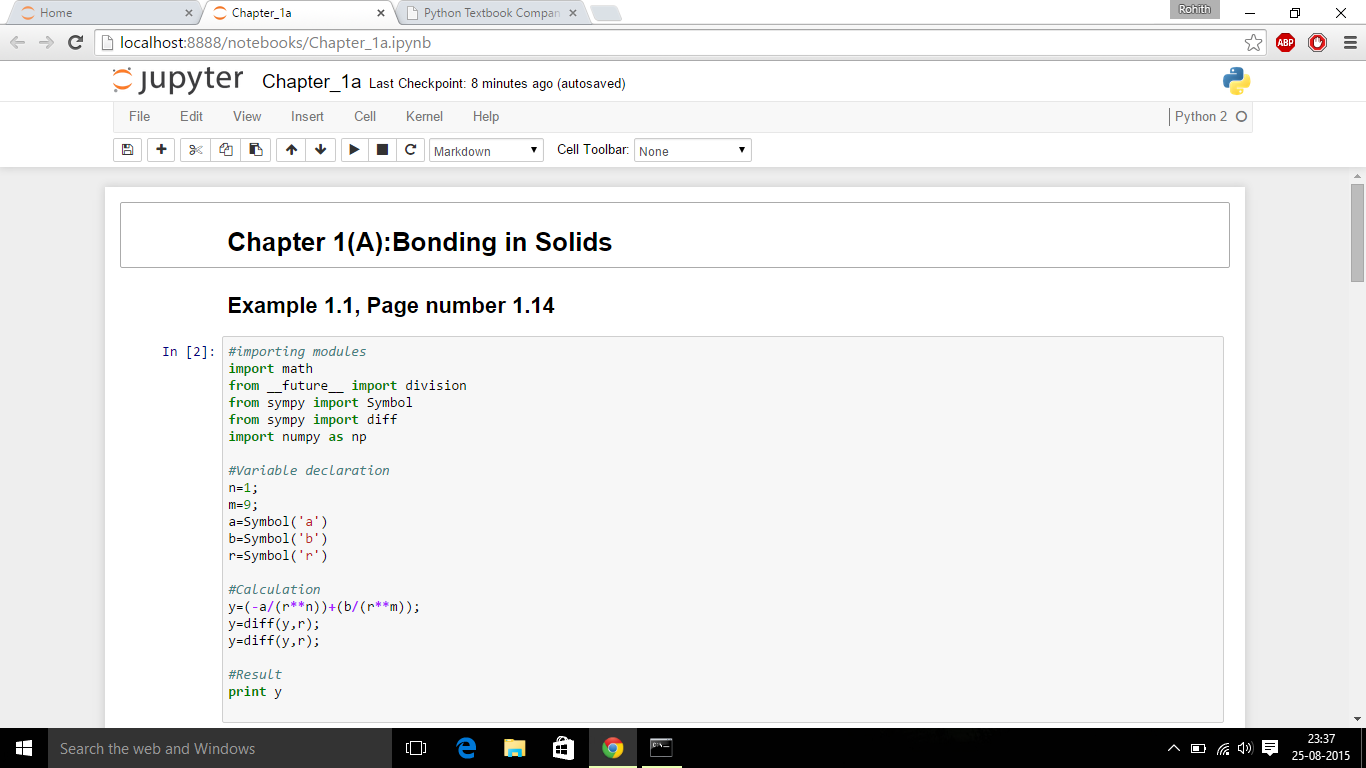 Home
Chapter_1a
Python Textbook Compan
Rohith
localhost:8888/notebooks/Chapter_1a.ipynb
ABP
jupyter Chapter_1a Last Checkpoint: 8 minutes ago (autosaved)
File Edit View Insert Cell Kernel Help Python 2
Markdown Cell Toolbar: None
Chapter 1(A):Bonding in Solids
Example 1.1, Page number 1.14
In [2]: #importing modules
import math
from __future__ import division
from sympy import Symbol
from sympy import diff
import numpy as np
#Variable declaration
n=1;
m=9;
a=Symbol('a')
b=Symbol('b')
r=Symbol('r')
#Calculation
y=(-a/(r**n))+(b/(r**m));
y=diff(y,r);
y=diff(y,r);
#Result
print y
Search the web and Windows
23:37
25-08-2015